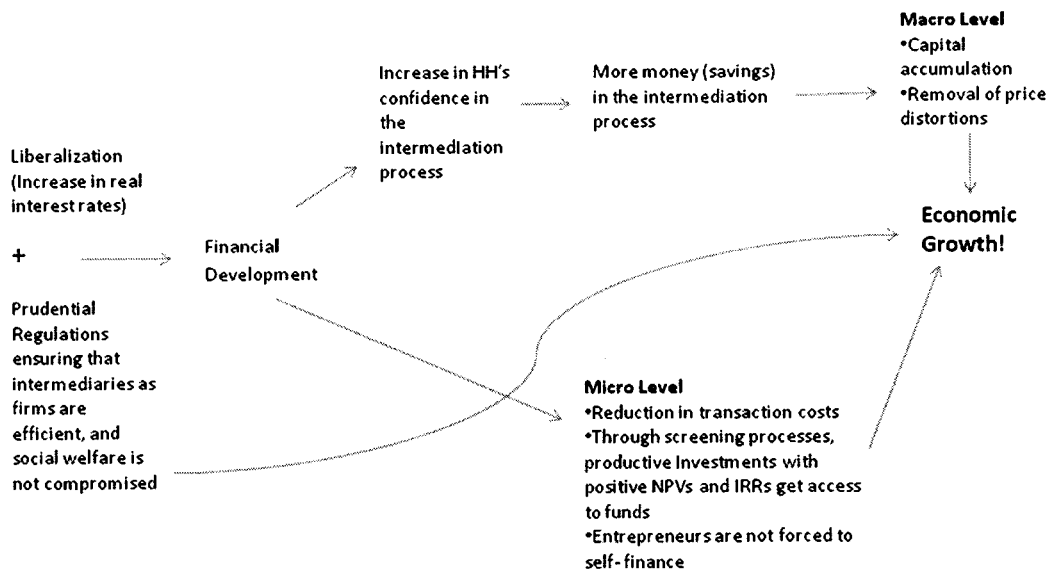 Liberalization
(Increase in real
interest rates)
+
Prudential
Regulations
ensuring that
intermediaries as
firms are
efficient, and
social welfare is
not compromised
Financial
Development
Increase in HH's
confidence in
the
intermediation
process
More money (savings)
in the intermediation
process
Macro Level
•Capital
accumulation
•Removal of price
distortions
Economic
Growth!
Micro Level
•Reduction in transaction costs
•Through screening processes,
productive Investments with
positive NPVs and IRRs get access
to funds
•Entrepreneurs are not forced to
self-finance